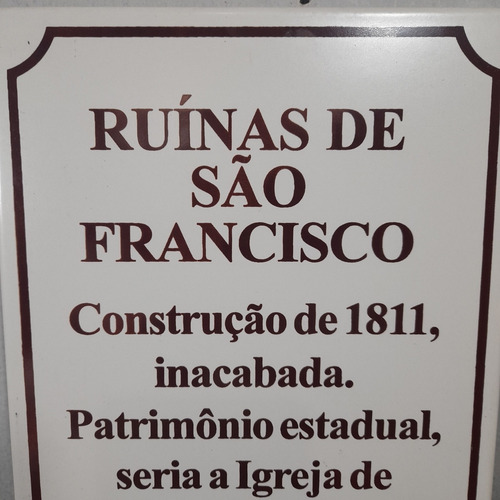 RUÍNAS DE
SÃO
FRANCISCO
Construção de 1811,
inacabada.
Patrimônio estadual,
seria a Igreja de